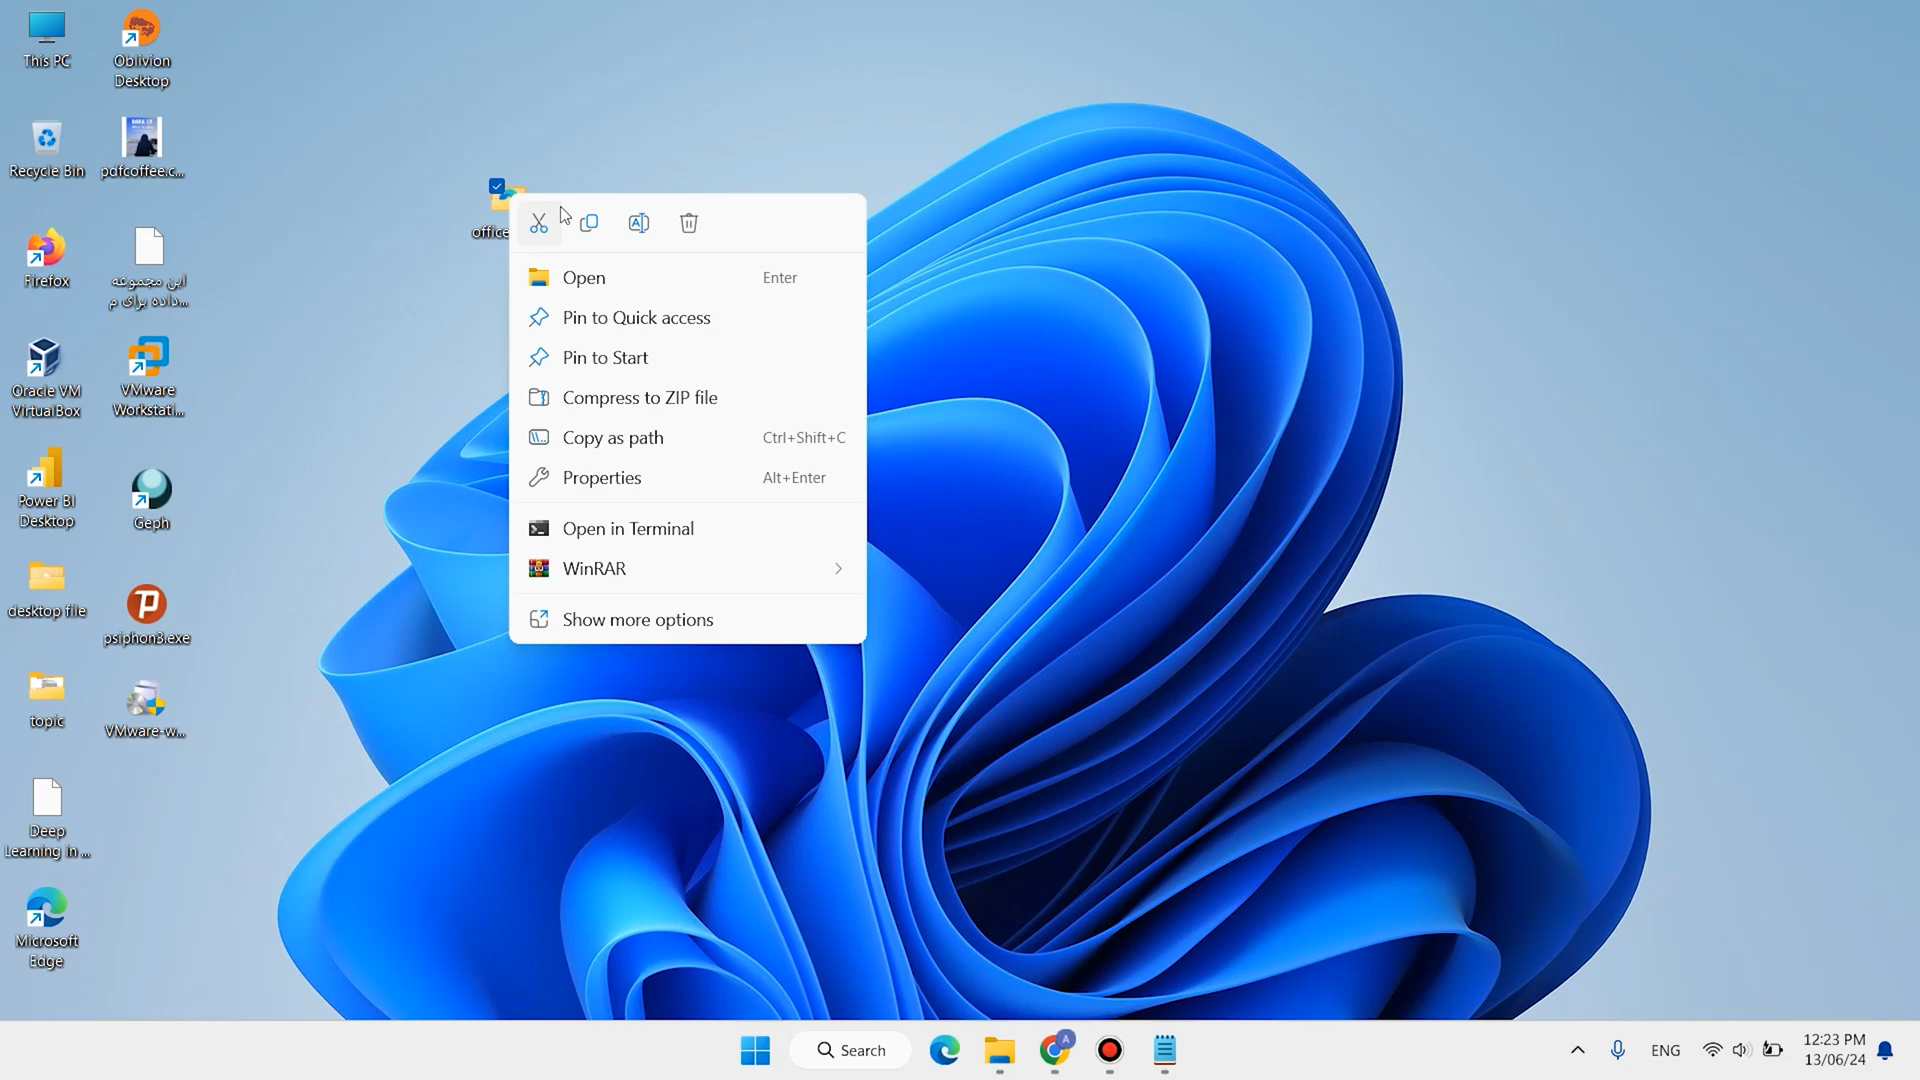 This PC
Oblivion
Desktop
Recycle Bin
pdfcoffee.c...
Firefox
این مجموعه
داده برای م...
Oracle VM
VirtualBox
VMware
Workstati...
Power BI
Desktop
Geph
desktop file
psiphon3.exe
topic
VMware-w...
Deep
Learning in ...
Microsoft
Edge
office
Open Enter
Pin to Quick access
Pin to Start
Compress to ZIP file
Copy as path Ctrl+Shift+C
Properties Alt+Enter
Open in Terminal
WinRAR
Show more options
Search
A
ENG
12:23 PM
13/06/24